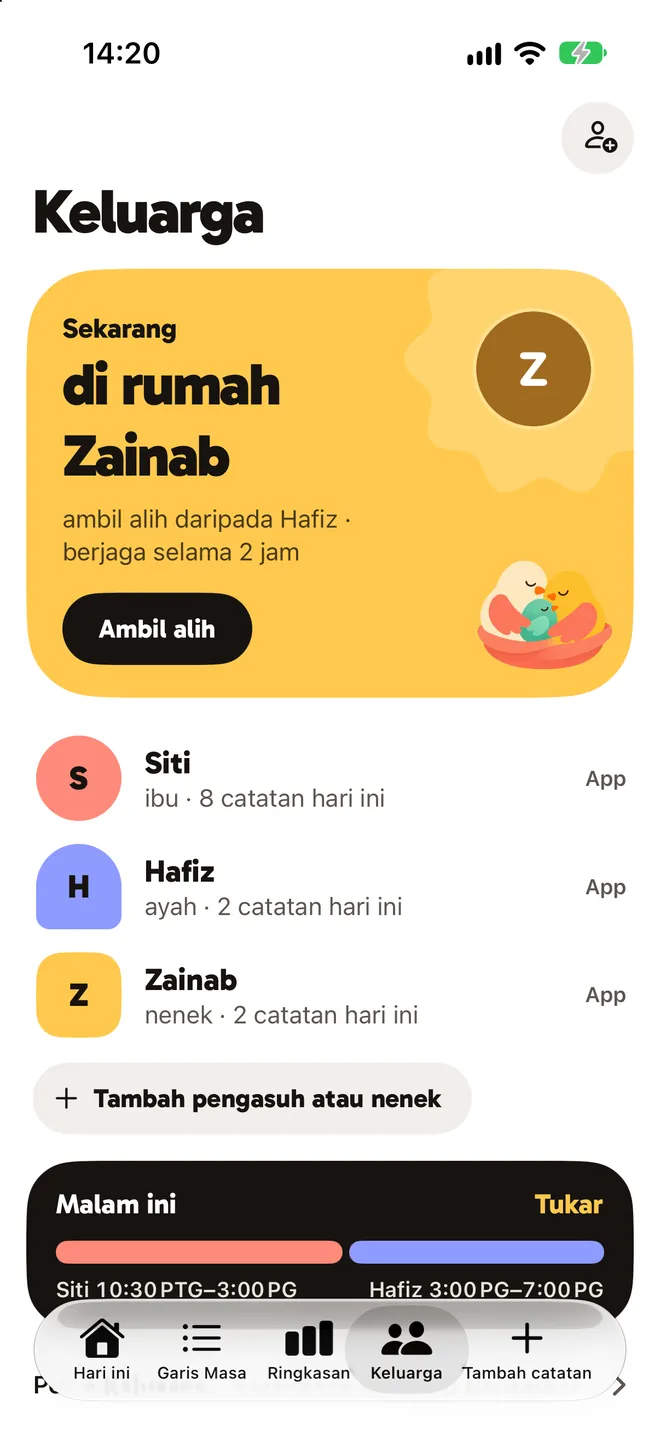 14:20
Keluarga
Sekarang
di rumah
Zainab
Z
ambil alih daripada Hafiz ·
berjaga selama 2 jam
Ambil alih
S
Siti
ibu · 8 catatan hari ini
App
H
Hafiz
ayah · 2 catatan hari ini
App
Z
Zainab
nenek · 2 catatan hari ini
App
+ Tambah pengasuh atau nenek
Malam ini
Tukar
Siti 10:30 PTG–3:00 PG
Hafiz 3:00 PG–7:00 PG
Hari ini
Garis Masa
Ringkasan
Keluarga
Tambah catatan